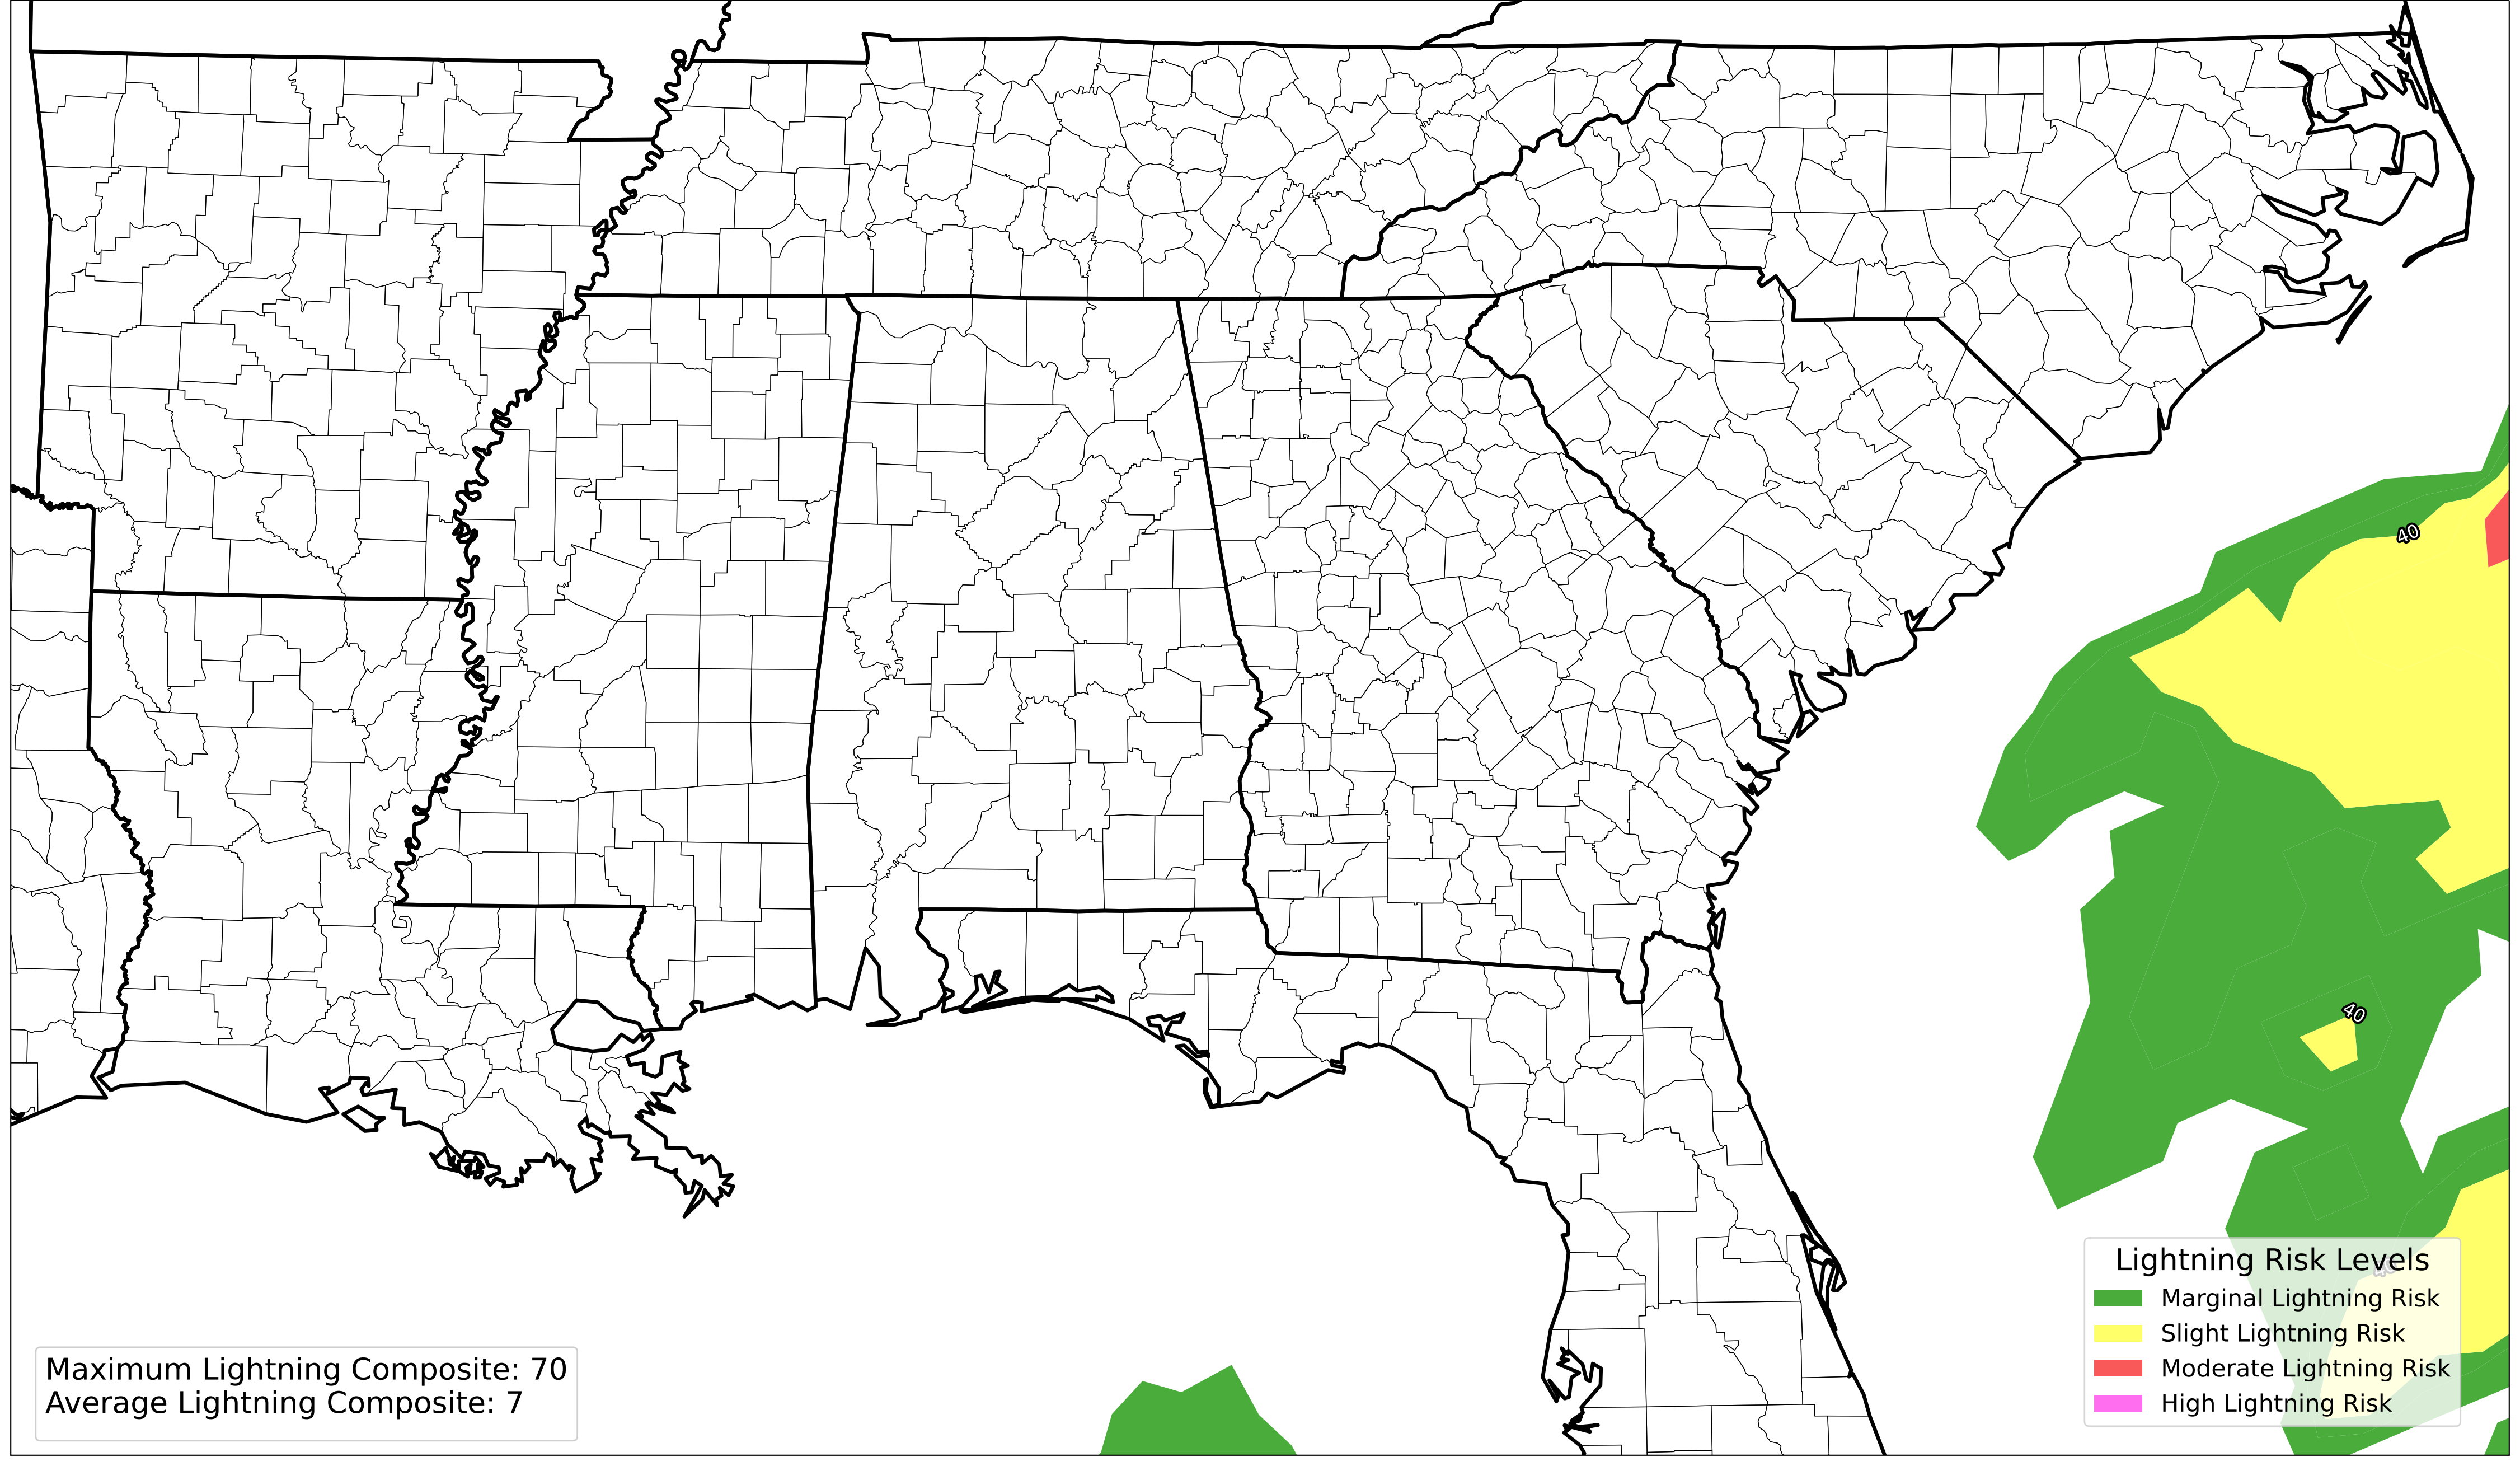 40
40
Lightning Risk Levels
Marginal Lightning Risk
Slight Lightning Risk
Moderate Lightning Risk
High Lightning Risk
Maximum Lightning Composite: 70
Average Lightning Composite: 7